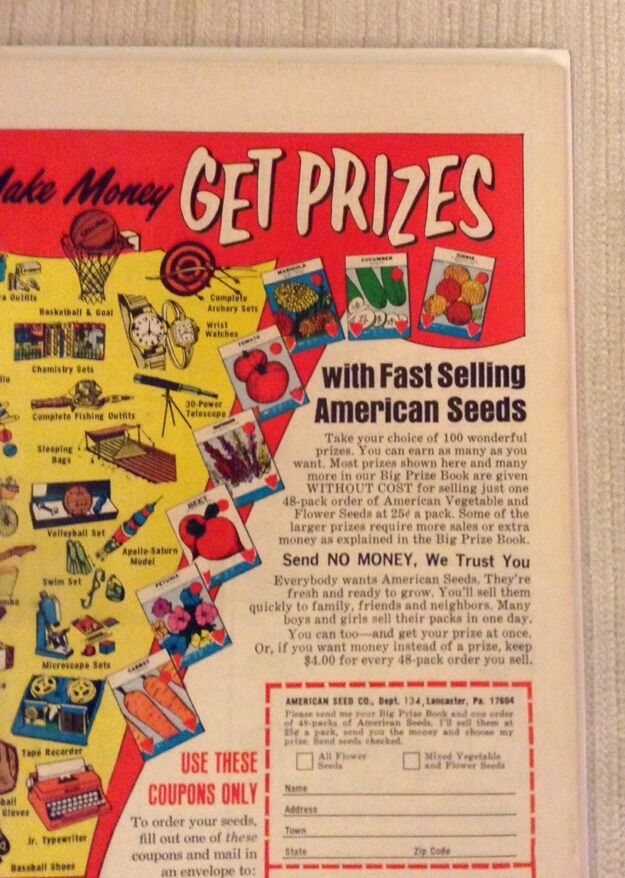 Make Money GET PRIZES
Outfits
Basketball & Goal
Complete
Archery Sets
Wrist
Watches
Chemistry Sets
Complete Fishing Outfits
30-Power
Telescope
Sleeping
Bags
Volleyball Set
Apollo-Saturn
Model
Swim Set
Microscope Sets
Tape Recorder
Gloves
Jr. Typewriter
Baseball Shoes
MARIGOLD
CUCUMBER
ZINNIA
TOMATO
BEET
PETUNIA
CARROT
with Fast Selling
American Seeds
Take your choice of 100 wonderful
prizes. You can earn as many as you
want. Most prizes shown here and many
more in our Big Prize Book are given
WITHOUT COST for selling just one
48-pack order of American Vegetable and
Flower Seeds at 25¢ a pack. Some of the
larger prizes require more sales or extra
money as explained in the Big Prize Book.
Send NO MONEY, We Trust You
Everybody wants American Seeds. They're
fresh and ready to grow. You'll sell them
quickly to family, friends and neighbors. Many
boys and girls sell their packs in one day.
You can too—and get your prize at once.
Or, if you want money instead of a prize, keep
$4.00 for every 48-pack order you sell.
AMERICAN SEED CO., Dept. 134, Lancaster, Pa. 17604
Please send me your Big Prize Book and one order
of 48-packs of American Seeds. I'll sell them at
25¢ a pack, send you the money and choose my
prize. Send seeds checked.
All Flower
Seeds
Mixed Vegetable
and Flower Seeds
Name
Address
Town
State Zip Code
USE THESE
COUPONS ONLY
To order your seeds,
fill out one of these
coupons and mail in
an envelope to: